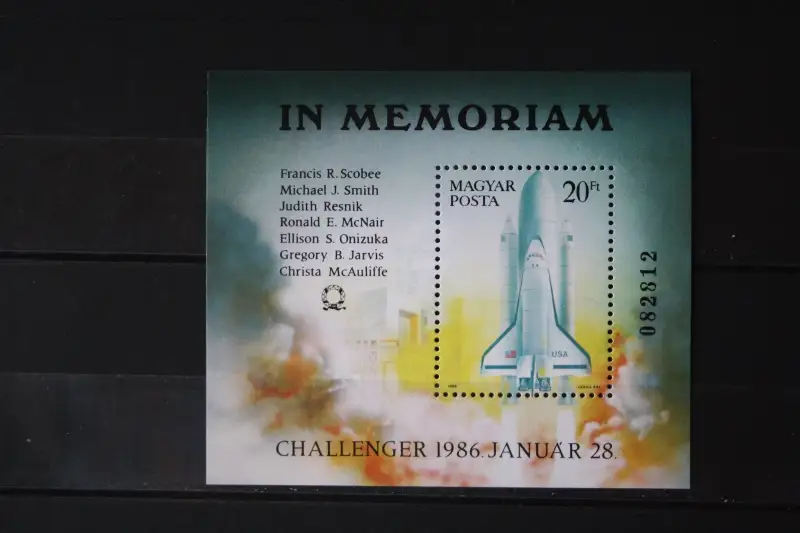 IN MEMORIAM
Francis R. Scobee
Michael J. Smith
Judith Resnik
Ronald E. McNair
Ellison S. Onizuka
Gregory B. Jarvis
Christa McAuliffe
MAGYAR
POSTA
20Ft
USA
082812
CHALLENGER 1986. JANUÁR 28.